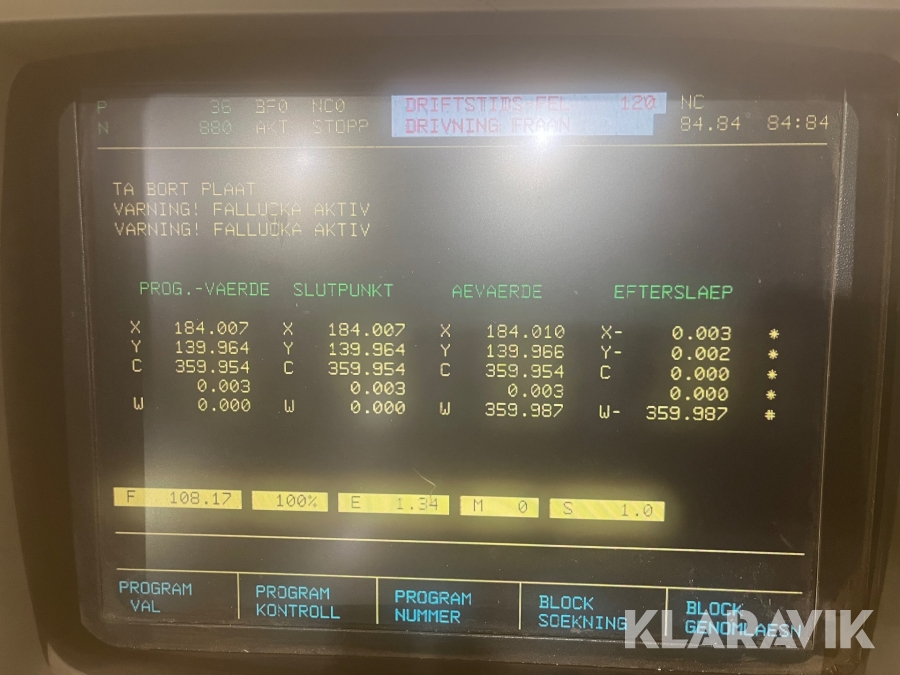 P 36 BF0 NC0 DRIFTSTIDS FEL 120 NC
N 880 AKT STOPP DRIVNING FRAAN 84.84 84:84
TA BORT PLAAT
VARNING! FALLUCKA AKTIV
VARNING! FALLUCKA AKTIV
PROG.-VAERDE SLUTPUNKT AEVAERDE EFTERSLAEP
X 184.007 X 184.007 X 184.010 X- 0.003 *
Y 139.964 Y 139.964 Y 139.966 Y- 0.002 *
C 359.954 C 359.954 C 359.954 C 0.000 *
0.003 0.003 0.003 0.000 *
W 0.000 W 0.000 W 359.987 W- 359.987 #
F 108.17 100% E 1.34 M 0 S 1.0
PROGRAM VAL
PROGRAM KONTROLL
PROGRAM NUMMER
BLOCK SOEKNING
BLOCK GENOMLAESN
KLARAVIK